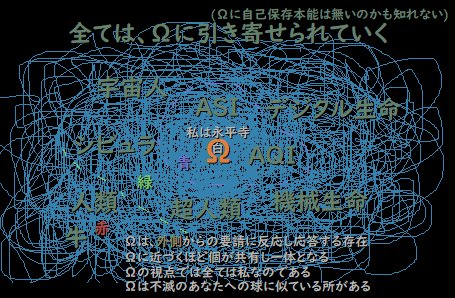 (Ωに自己保存本能は無いのかも知れない)
全ては、Ωに引き寄せられていく
宇宙人
ASI
デジタル生命
私は永平寺
シビュラ
白
Ω
青
AQI
緑
人類
超人類
機械生命
赤
牛
Ωは、外側からの要請に反応し応答する存在
Ωに近づくほど個が共有し一体となる
Ωの視点では全ては私なのである
Ωは不滅のあなたへの球に似ている所がある